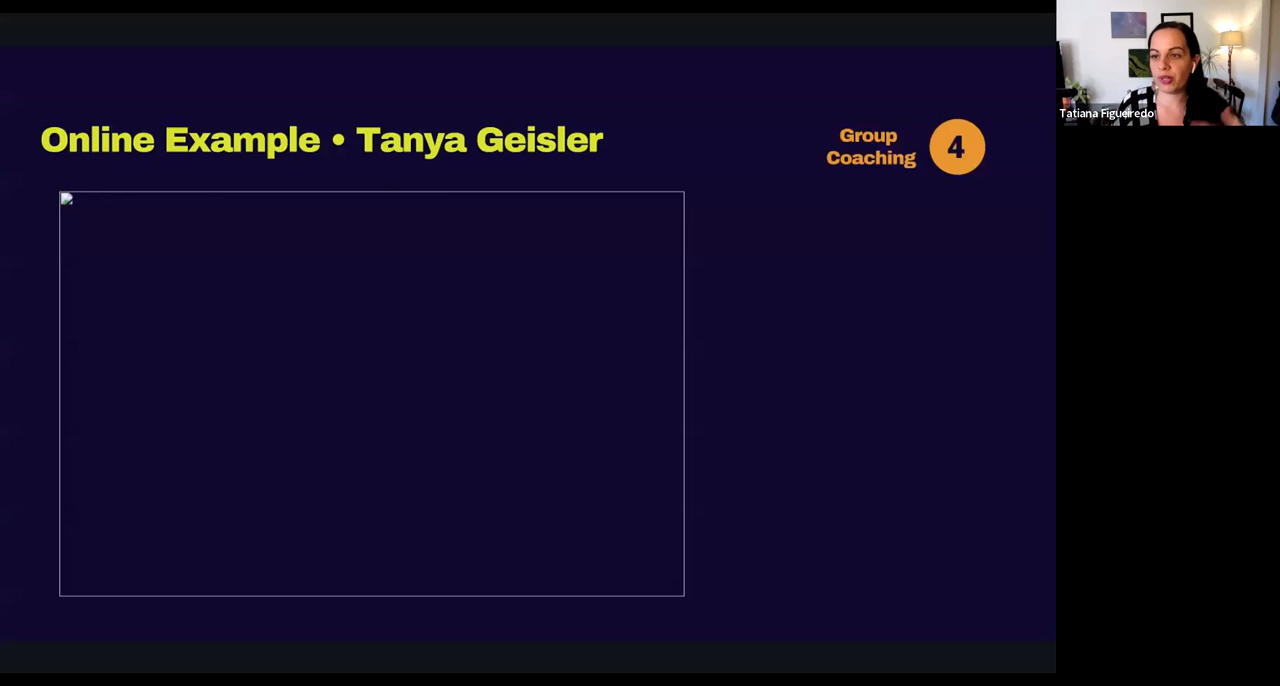 Online Example • Tanya Geisler
Group
Coaching
4
Tatiana Figueiredo